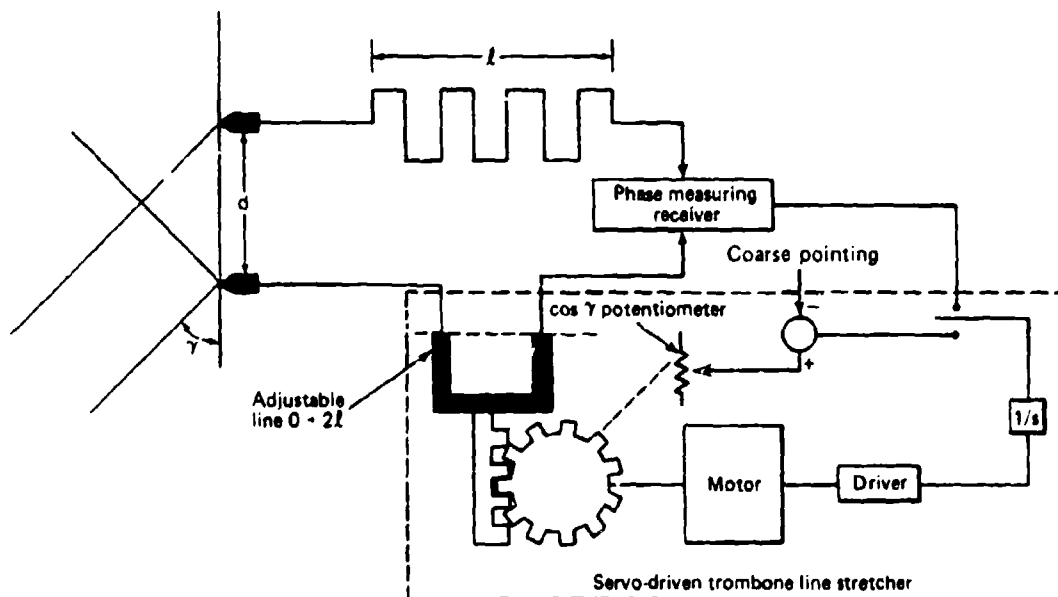 ℓ
d
γ
Phase measuring
receiver
Coarse pointing
−
+
cos γ potentiometer
Adjustable
line 0 ÷ 2ℓ
1/s
Motor
Driver
Servo-driven trombone line stretcher